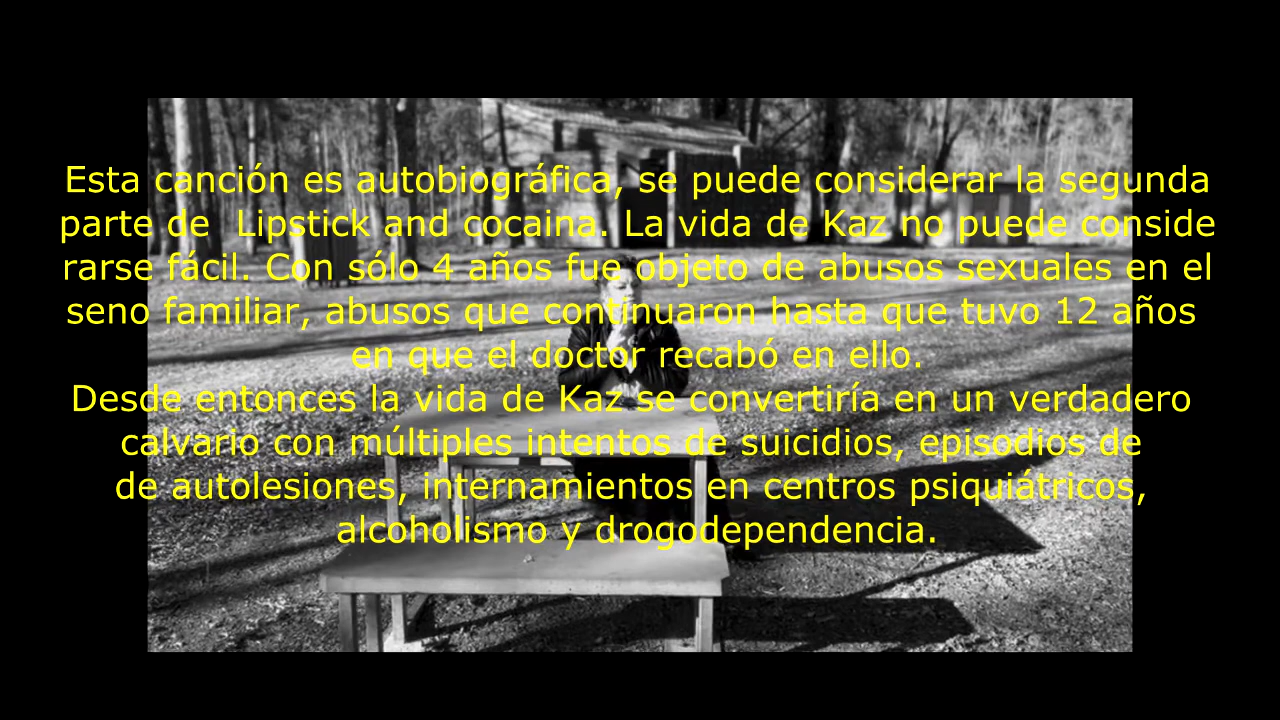 Esta canción es autobiográfica, se puede considerar la segunda
parte de  Lipstick and cocaina. La vida de Kaz no puede conside
rarse fácil. Con sólo 4 años fue objeto de abusos sexuales en el
seno familiar, abusos que continuaron hasta que tuvo 12 años
en que el doctor recabó en ello.
Desde entonces la vida de Kaz se convertiría en un verdadero
calvario con múltiples intentos de suicidios, episodios de
de autolesiones, internamientos en centros psiquiátricos,
alcoholismo y drogodependencia.